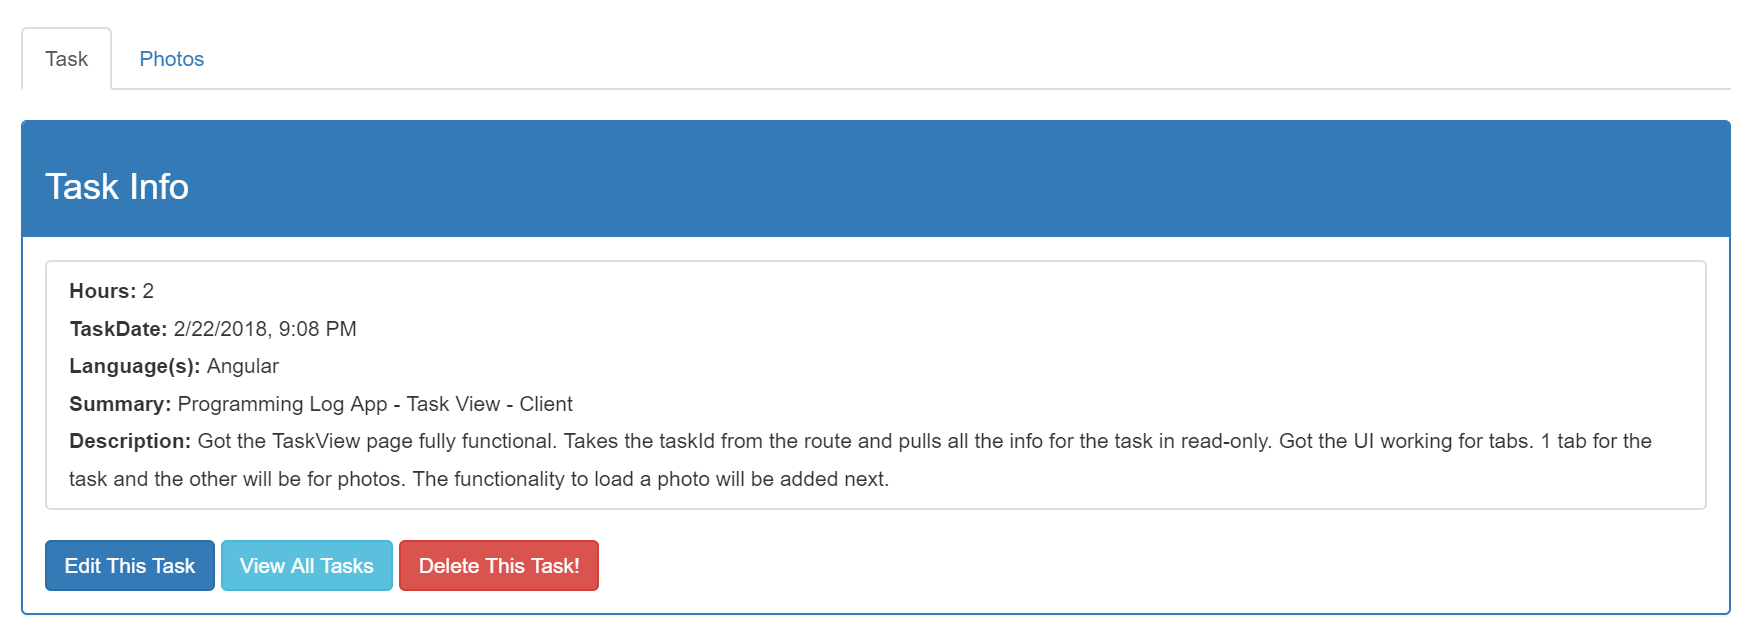 Task Photos
Task Info
Hours: 2
TaskDate: 2/22/2018, 9:08 PM
Language(s): Angular
Summary: Programming Log App - Task View - Client
Description: Got the TaskView page fully functional. Takes the taskId from the route and pulls all the info for the task in read-only. Got the UI working for tabs. 1 tab for the
task and the other will be for photos. The functionality to load a photo will be added next.
Edit This Task View All Tasks Delete This Task!